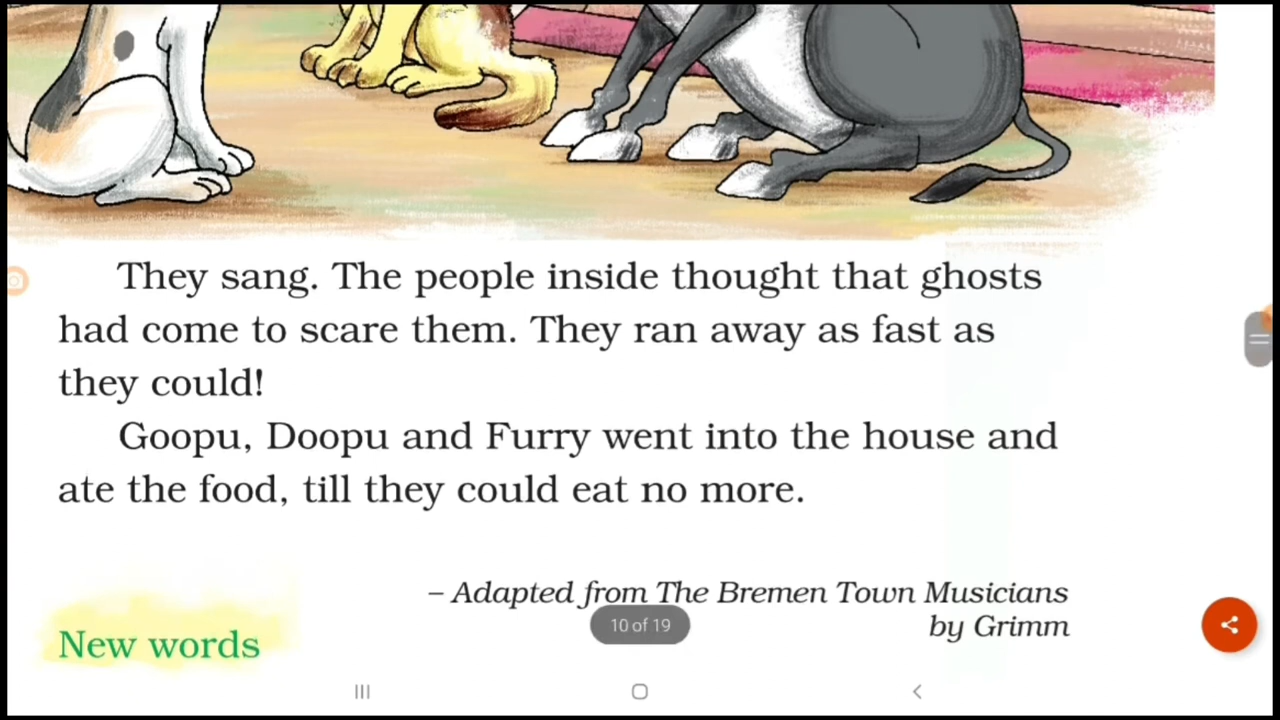 They sang. The people inside thought that ghosts
had come to scare them. They ran away as fast as
they could!
Goopu, Doopu and Furry went into the house and
ate the food, till they could eat no more.
– Adapted from The Bremen Town Musicians
by Grimm
10 of 19
New words